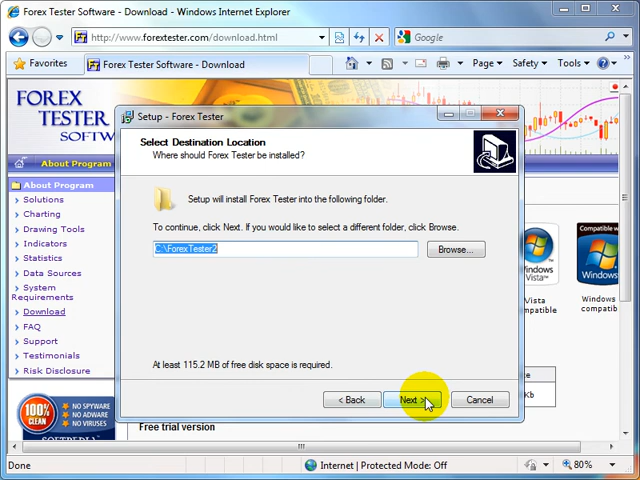 Forex Tester Software - Download - Windows Internet Explorer
http://www.forextester.com/download.html
Google
Favorites
Forex Tester Software - Download
Page
Safety
Tools
FOREX
TESTER
SOFTW
About Program
About Program
Solutions
Charting
Drawing Tools
Indicators
Statistics
Data Sources
System
Requirements
Download
FAQ
Support
Testimonials
Risk Disclosure
100%
CLEAN
NO SPYWARE
NO ADWARE
NO VIRUSES
SOFTPEDIA
Setup - Forex Tester
Select Destination Location
Where should Forex Tester be installed?
Setup will install Forex Tester into the following folder.
To continue, click Next. If you would like to select a different folder, click Browse.
C:\ForexTester2
Browse...
At least 115.2 MB of free disk space is required.
< Back
Next >
Cancel
Compatible with
Windows
Vista
mpatible
Windows
compatib
e
Kb
Free trial version
Done
Internet | Protected Mode: Off
80%